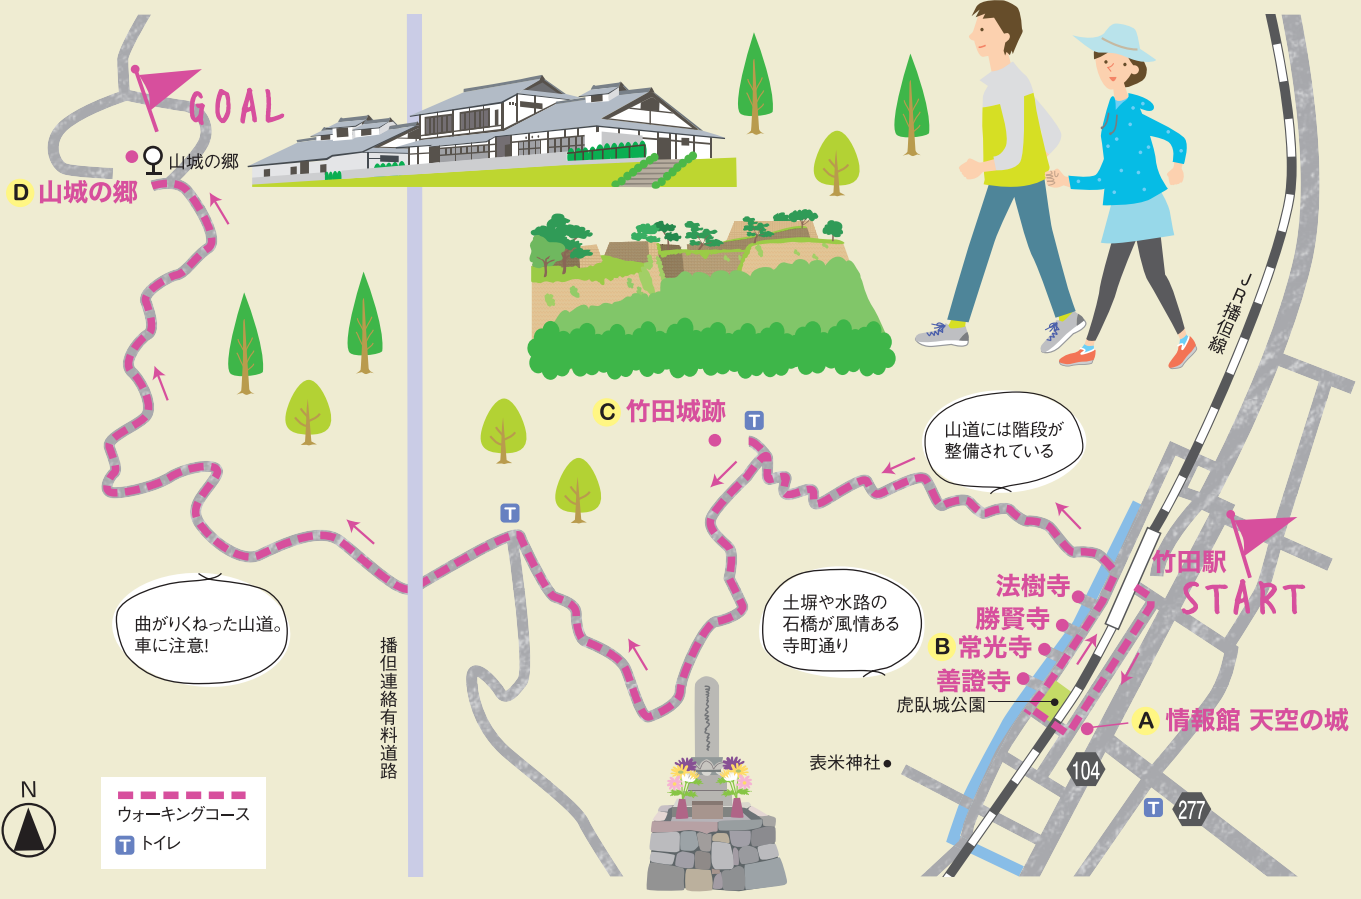 GOAL
山城の郷
D 山城の郷
JR播但線
C 竹田城跡
T
山道には階段が
整備されている
T
竹田駅
START
法樹寺
勝賢寺
B 常光寺
善證寺
虎臥城公園
土塀や水路の
石橋が風情ある
寺町通り
曲がりくねった山道。
車に注意!
播但連絡有料道路
A 情報館 天空の城
表米神社
104
T
277
N
ウォーキングコース
T トイレ